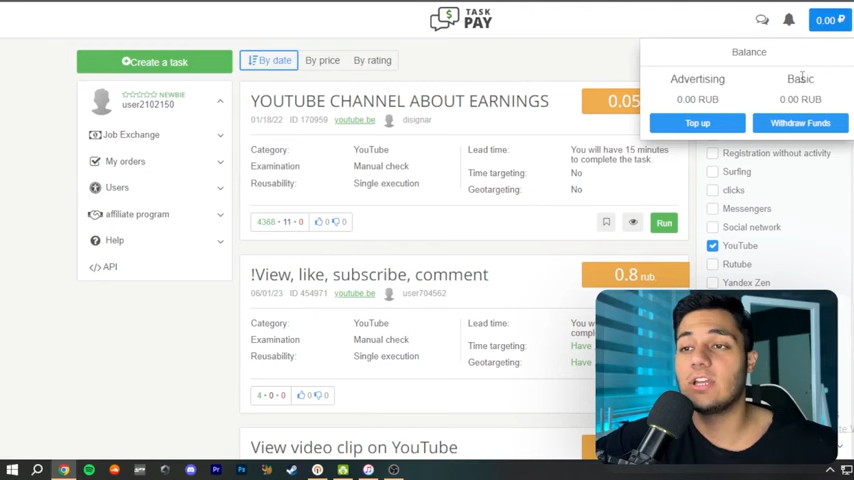 TASK
PAY
0.00 ₽
Create a task
By date
By price
By rating
Balance
Advertising
Basic
0.00 RUB
0.00 RUB
Top up
Withdraw Funds
NEWBIE
user2102150
Job Exchange
My orders
Users
affiliate program
Help
</> API
YOUTUBE CHANNEL ABOUT EARNINGS
0.05
01/18/22 ID 170959 youtube.be disignar
Category: YouTube
Examination Manual check
Reusability: Single execution
Lead time: You will have 15 minutes
to complete the task.
Time targeting: No
Geotargeting: No
4368 • 11 • 0
0 0
Run
!View, like, subscribe, comment
0.8 rub.
06/01/23 ID 454971 youtube.be user704562
Category: YouTube
Examination Manual check
Reusability: Single execution
Lead time: You
Time targeting: Have
Geotargeting: Have
4 • 0 • 0
0 0
View video clip on YouTube
Registration without activity
Surfing
clicks
Messengers
Social network
YouTube
Rutube
Yandex Zen